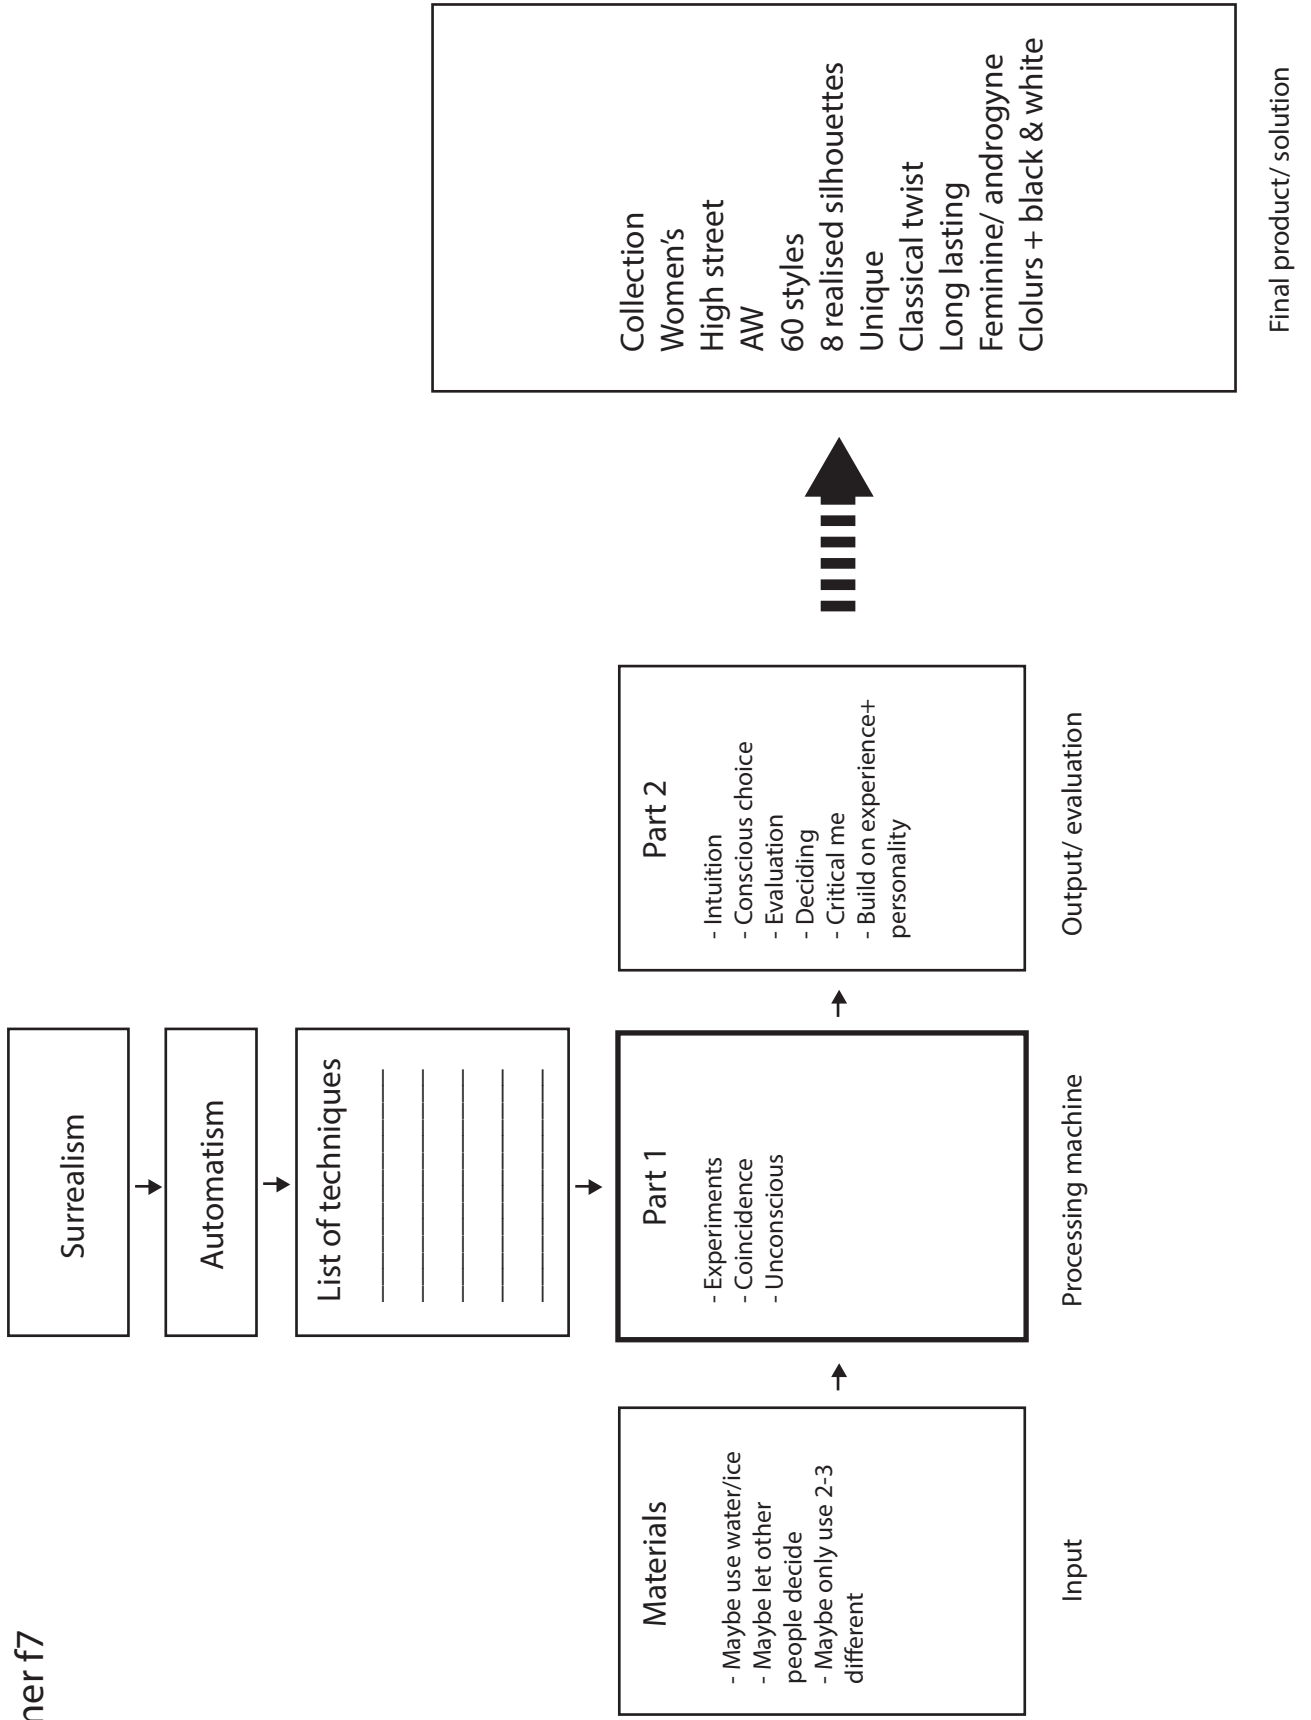 ner f7
Surrealism
Automatism
List of techniques
Materials
- Maybe use water/ice
- Maybe let other
people decide
- Maybe only use 2-3
different
Input
Part 1
- Experiments
- Coincidence
- Unconscious
Processing machine
Part 2
- Intuition
- Conscious choice
- Evaluation
- Deciding
- Critical me
- Build on experience+
personality
Output/ evaluation
Collection
Women's
High street
AW
60 styles
8 realised silhouettes
Unique
Classical twist
Long lasting
Feminine/ androgyne
Clolurs + black & white
Final product/ solution